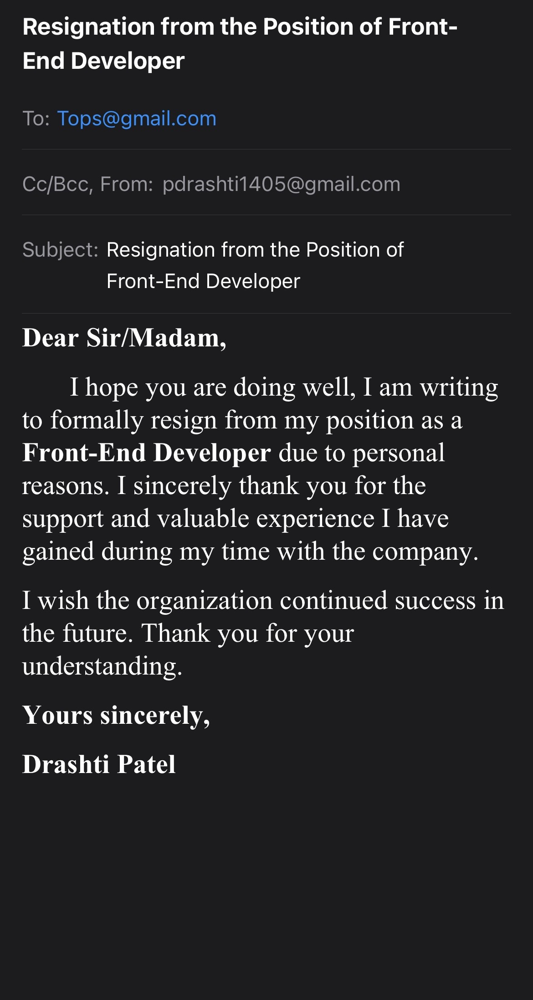 Resignation from the Position of Front-
End Developer
To: Tops@gmail.com
Cc/Bcc, From: pdrashti1405@gmail.com
Subject: Resignation from the Position of
Front-End Developer
Dear Sir/Madam,
I hope you are doing well, I am writing
to formally resign from my position as a
Front-End Developer due to personal
reasons. I sincerely thank you for the
support and valuable experience I have
gained during my time with the company.
I wish the organization continued success in
the future. Thank you for your
understanding.
Yours sincerely,
Drashti Patel